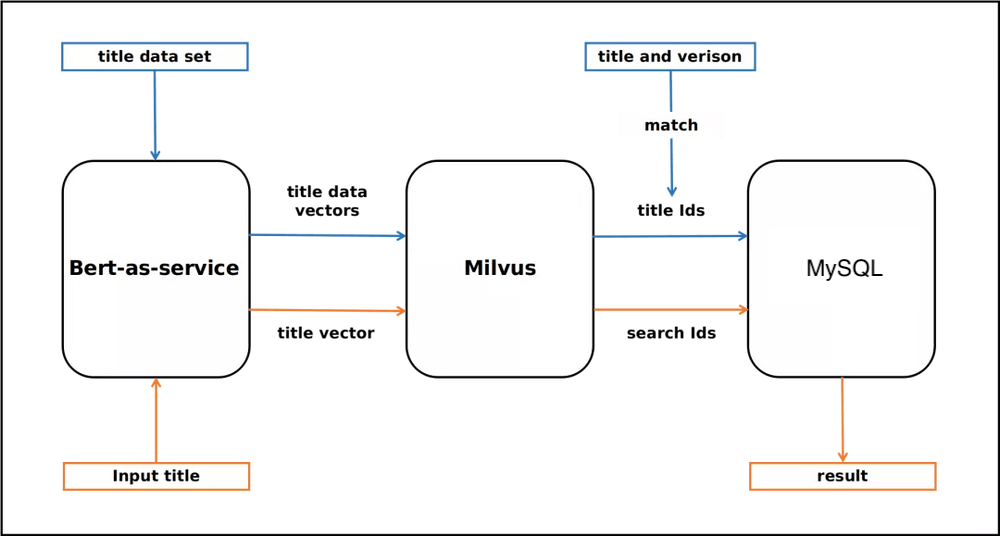 title data set
title and verison
match
title data
vectors
title Ids
Bert-as-service
Milvus
MySQL
title vector
search Ids
Input title
result